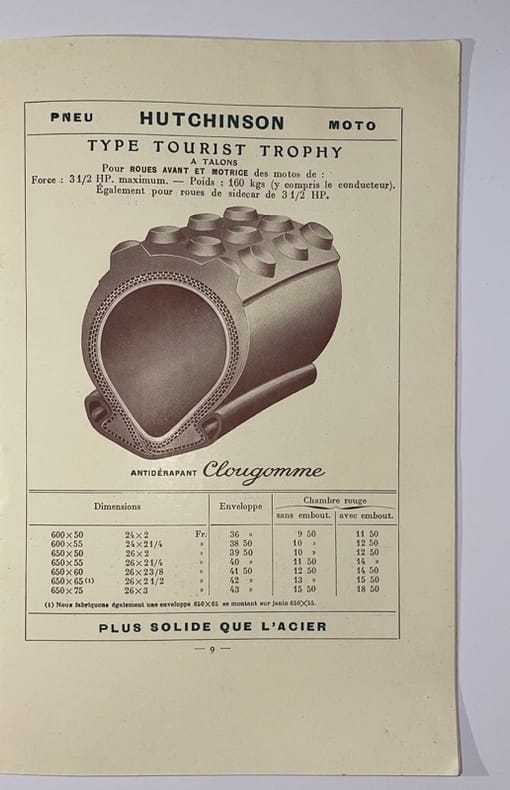 PNEU HUTCHINSON MOTO
TYPE TOURIST TROPHY
A TALONS
Pour ROUES AVANT ET MOTRICE des motos de :
Force : 3 1/2 HP. maximum. — Poids : 160 kgs (y compris le conducteur).
Également pour roues de sidecar de 3 1/2 HP.
ANTIDÉRAPANT Clougomme
Dimensions Enveloppe Chambre rouge
sans embout. avec embout.
600×50 24×2 Fr. 36 » 9 50 11 50
600×55 24×2 1/4 » 38 50 10 » 12 50
650×50 26×2 » 39 50 10 » 12 50
650×55 26×2 1/4 » 40 » 11 50 14 »
650×60 26×2 3/8 » 41 50 12 50 14 50
650×65 (1) 26×2 1/2 » 42 » 13 » 15 50
650×75 26×3 » 43 » 15 50 18 50
(1) Nous fabriquons également une enveloppe 650×65 se montant sur jante 650×55.
PLUS SOLIDE QUE L'ACIER
— 9 —